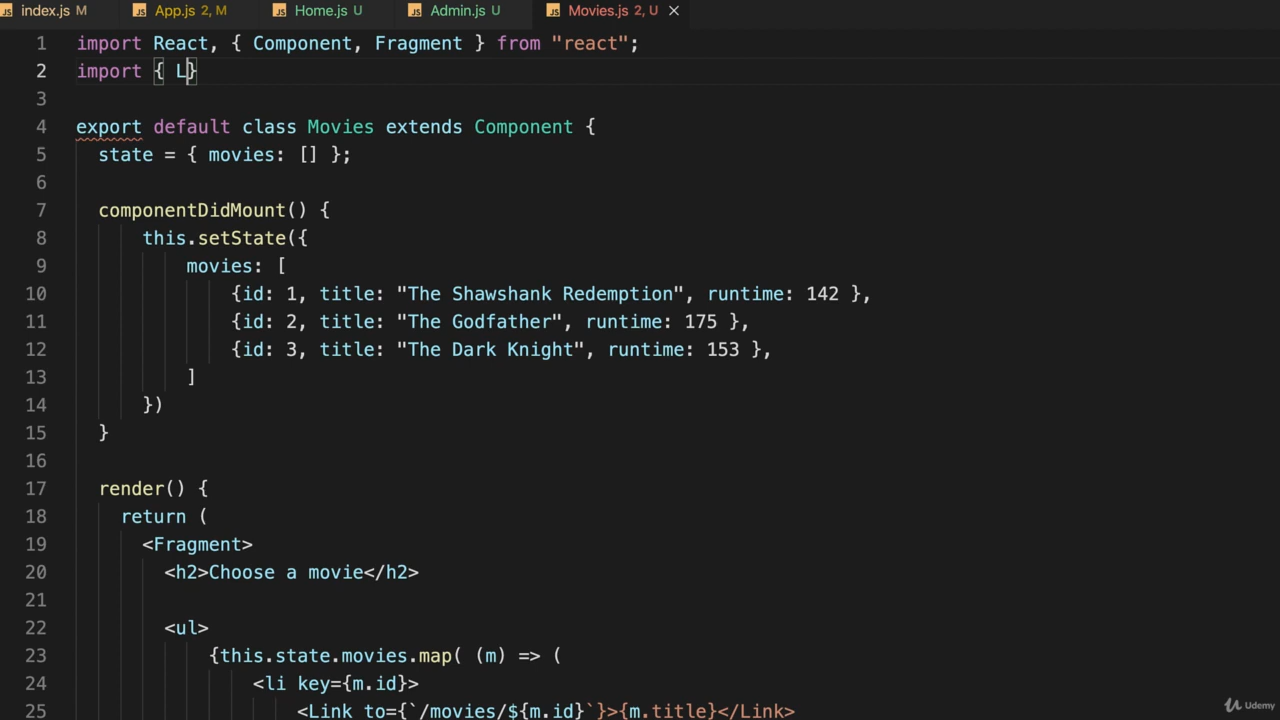 index.js M App.js 2, M Home.js U Admin.js U Movies.js 2, U
1 import React, { Component, Fragment } from "react";
2 import { L}
3
4 export default class Movies extends Component {
5 state = { movies: [] };
6
7 componentDidMount() {
8 this.setState({
9 movies: [
10 {id: 1, title: "The Shawshank Redemption", runtime: 142 },
11 {id: 2, title: "The Godfather", runtime: 175 },
12 {id: 3, title: "The Dark Knight", runtime: 153 },
13 ]
14 })
15 }
16
17 render() {
18 return (
19 <Fragment>
20 <h2>Choose a movie</h2>
21
22 <ul>
23 {this.state.movies.map( (m) => (
24 <li key={m.id}>
25 <Link to={`/movies/${m.id}`}>{m.title}</Link>
Udemy